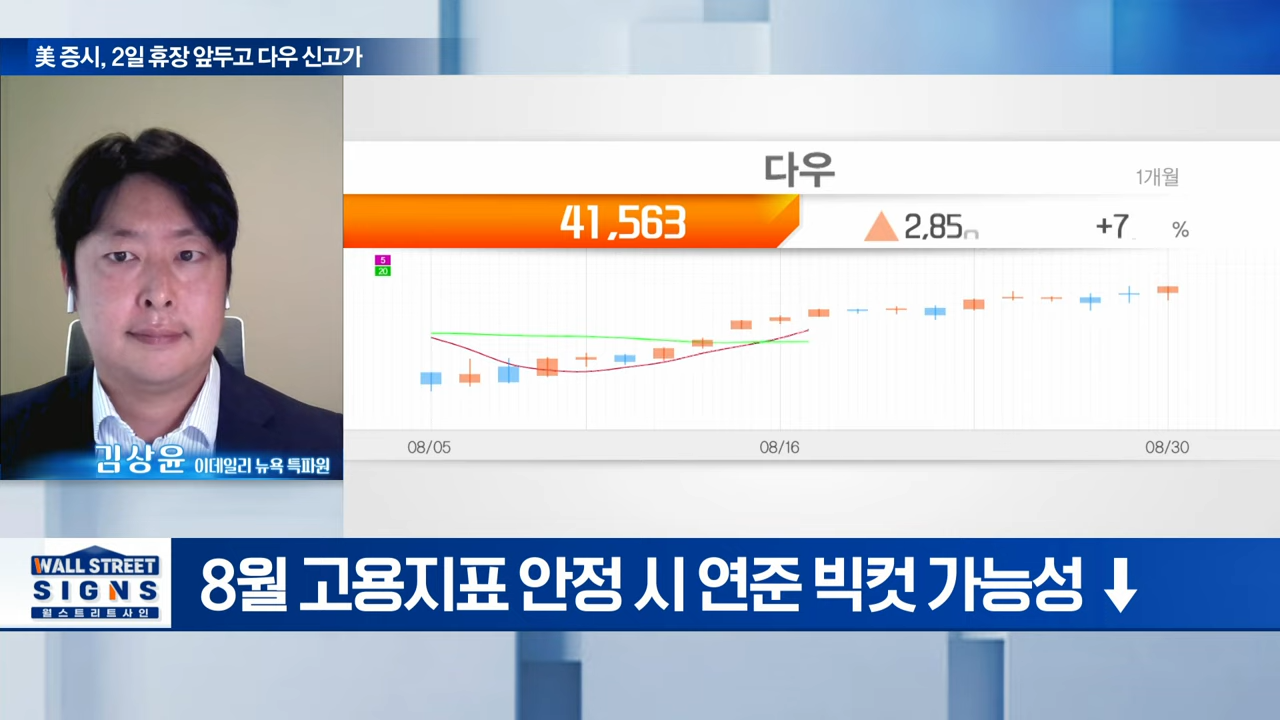 美 증시, 2일 휴장 앞두고 다우 신고가
다우
1개월
41,563
2,85
+7 %
5
20
08/05
08/16
08/30
김상윤 이데일리 뉴욕 특파원
WALL STREET
SIGNS
월스트리트사인
8월 고용지표 안정 시 연준 빅컷 가능성 ↓